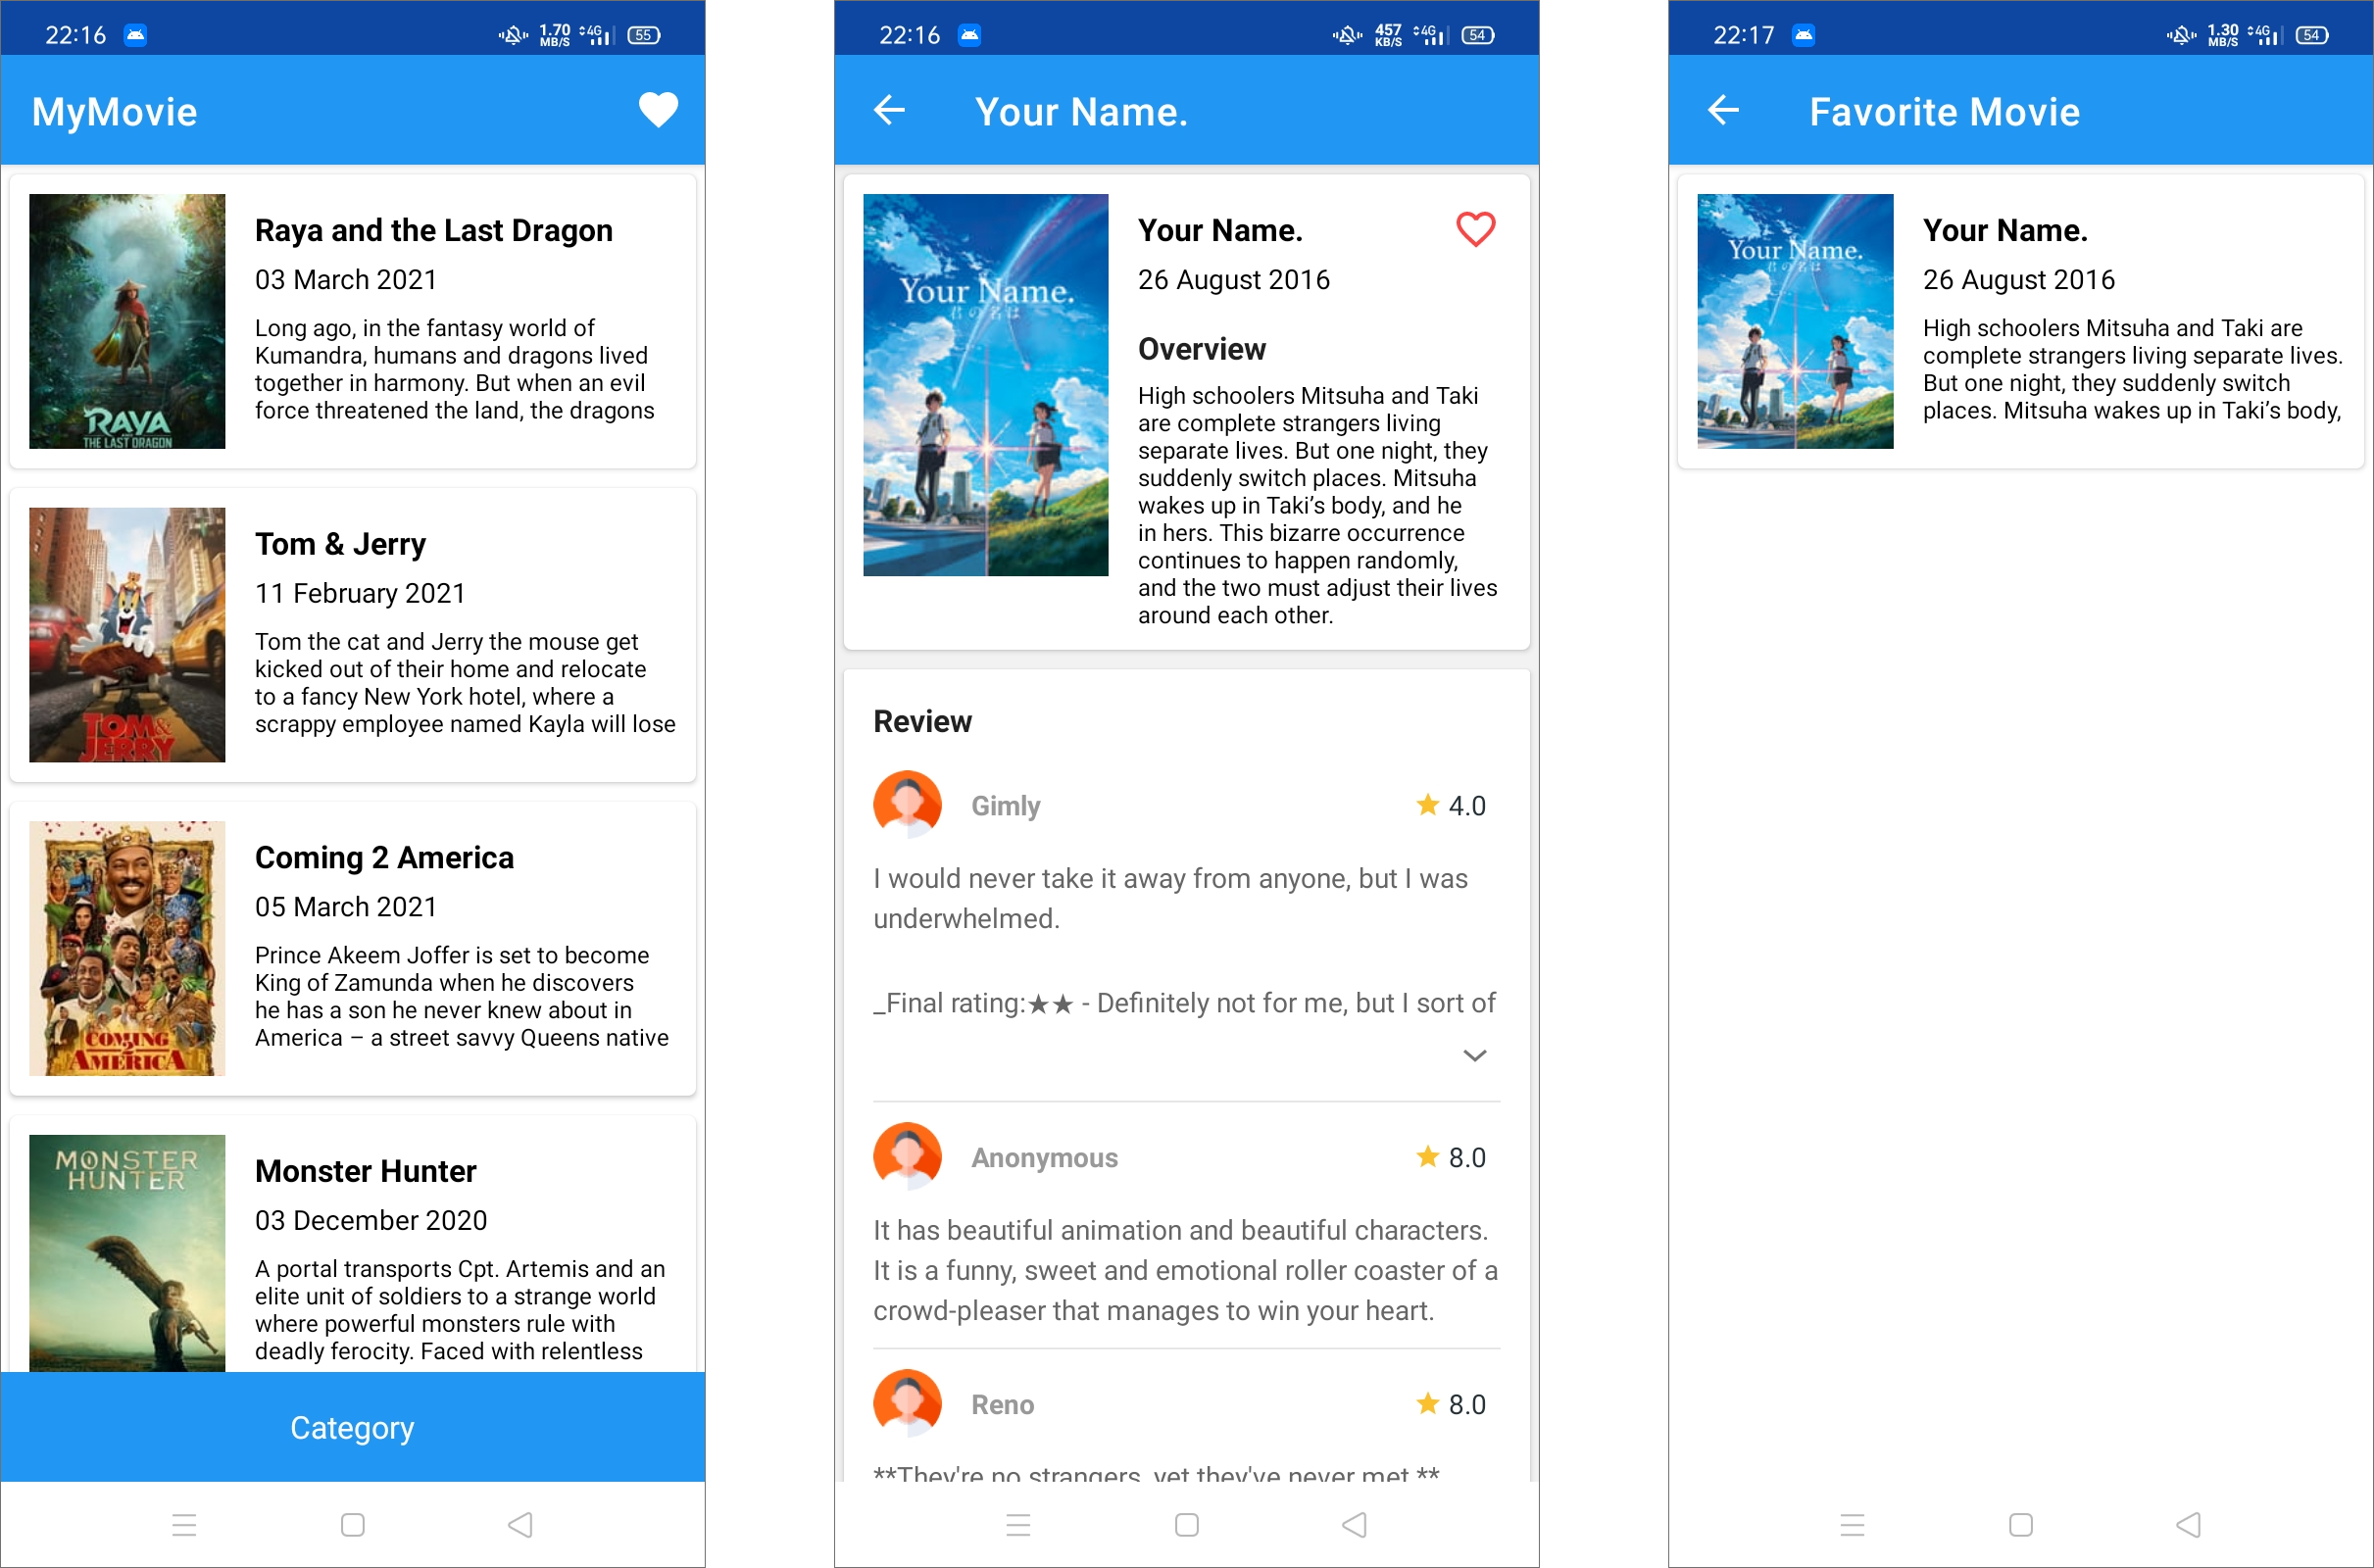 22:16
1.70
MB/S
4G
55
MyMovie
RAYA
THE LAST DRAGON
Raya and the Last Dragon
03 March 2021
Long ago, in the fantasy world of
Kumandra, humans and dragons lived
together in harmony. But when an evil
force threatened the land, the dragons
TOM&
JERRY
Tom & Jerry
11 February 2021
Tom the cat and Jerry the mouse get
kicked out of their home and relocate
to a fancy New York hotel, where a
scrappy employee named Kayla will lose
COMING
2
AMERICA
Coming 2 America
05 March 2021
Prince Akeem Joffer is set to become
King of Zamunda when he discovers
he has a son he never knew about in
America – a street savvy Queens native
MONSTER
HUNTER
Monster Hunter
03 December 2020
A portal transports Cpt. Artemis and an
elite unit of soldiers to a strange world
where powerful monsters rule with
deadly ferocity. Faced with relentless
Category
22:16
457
KB/S
4G
54
Your Name.
Your Name.
君の名は
Your Name.
26 August 2016
Overview
High schoolers Mitsuha and Taki
are complete strangers living
separate lives. But one night, they
suddenly switch places. Mitsuha
wakes up in Taki’s body, and he
in hers. This bizarre occurrence
continues to happen randomly,
and the two must adjust their lives
around each other.
Review
Gimly
4.0
I would never take it away from anyone, but I was
underwhelmed.
_Final rating:★★ - Definitely not for me, but I sort of
Anonymous
8.0
It has beautiful animation and beautiful characters.
It is a funny, sweet and emotional roller coaster of a
crowd-pleaser that manages to win your heart.
Reno
8.0
**They're no strangers, yet they've never met.**
22:17
1.30
MB/S
4G
54
Favorite Movie
Your Name.
君の名は
Your Name.
26 August 2016
High schoolers Mitsuha and Taki are
complete strangers living separate lives.
But one night, they suddenly switch
places. Mitsuha wakes up in Taki’s body,